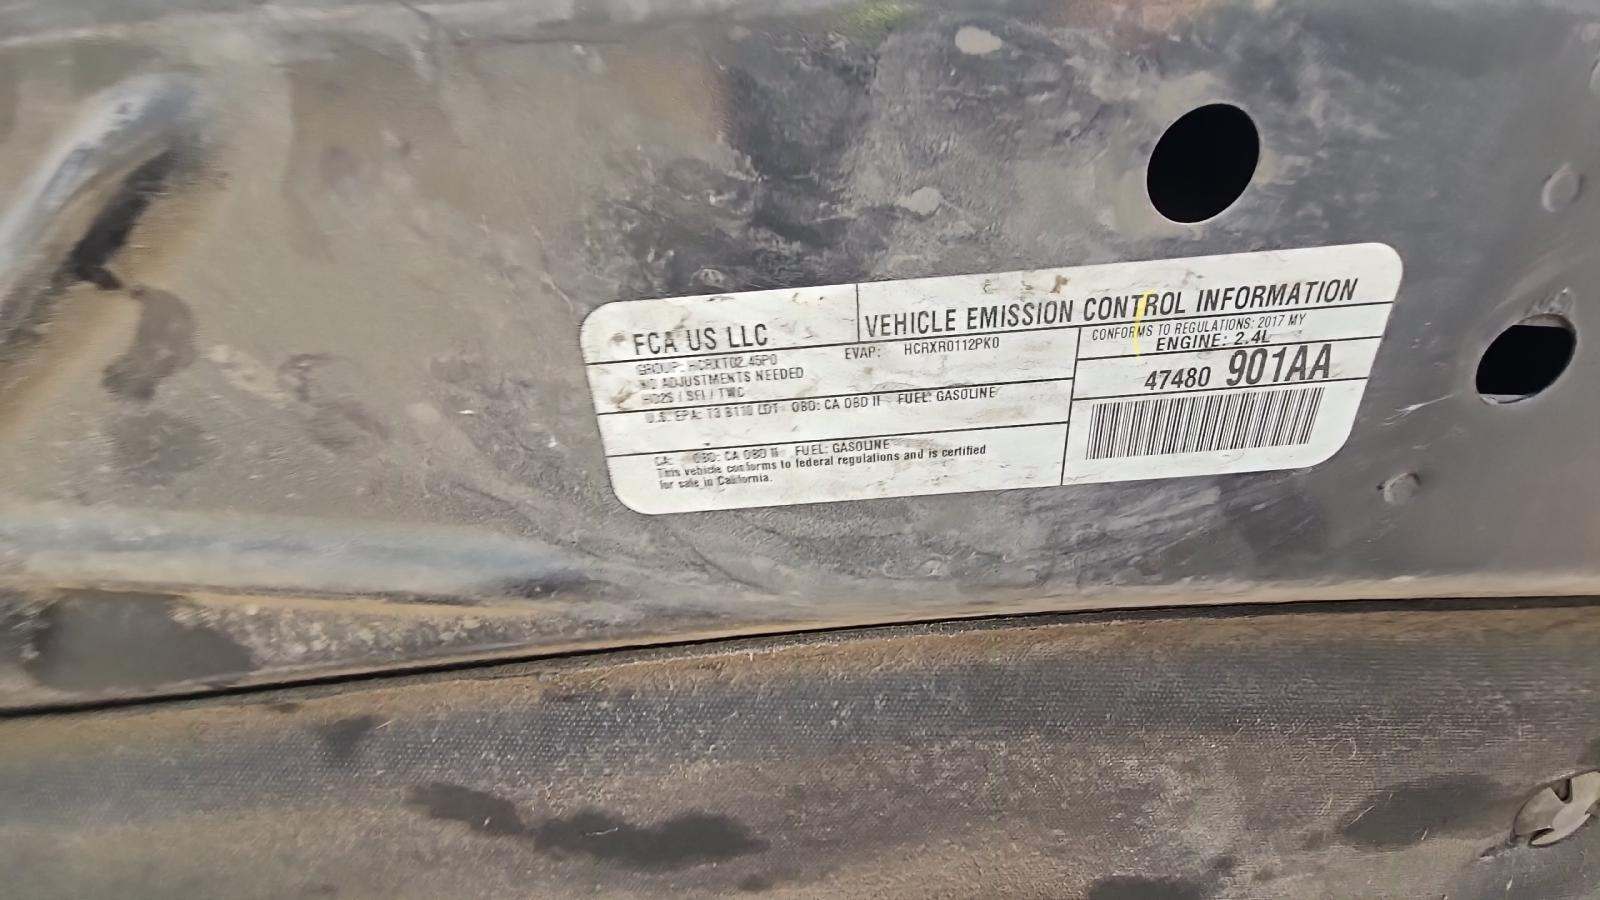 FCA US LLC
VEHICLE EMISSION CONTROL INFORMATION
GROUP: HCRXT02.45P0
EVAP: HCRXR0112PK0
NO ADJUSTMENTS NEEDED
HO2S / SFI / TWC
U.S. EPA: T3 B110 LDT OBD: CA OBD II FUEL: GASOLINE
CA: OBD: CA OBD II FUEL: GASOLINE
This vehicle conforms to federal regulations and is certified
for sale in California.
CONFORMS TO REGULATIONS: 2017 MY
ENGINE: 2.4L
47480 901AA